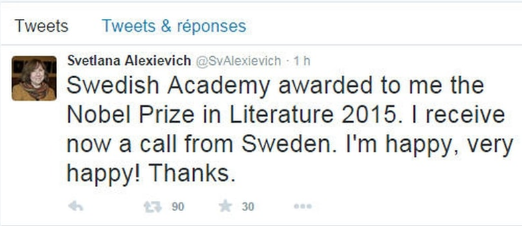 Tweets Tweets & réponses
Svetlana Alexievich @SvAlexievich · 1 h
Swedish Academy awarded to me the
Nobel Prize in Literature 2015. I receive
now a call from Sweden. I'm happy, very
happy! Thanks.
90 30